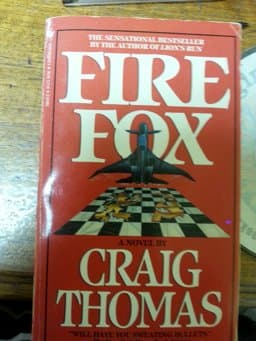 THE SENSATIONAL BESTSELLER
BY THE AUTHOR OF LION'S RUN
FIRE
FOX
A NOVEL BY
CRAIG
THOMAS
"WILL HAVE YOU SWEATING BULLETS."